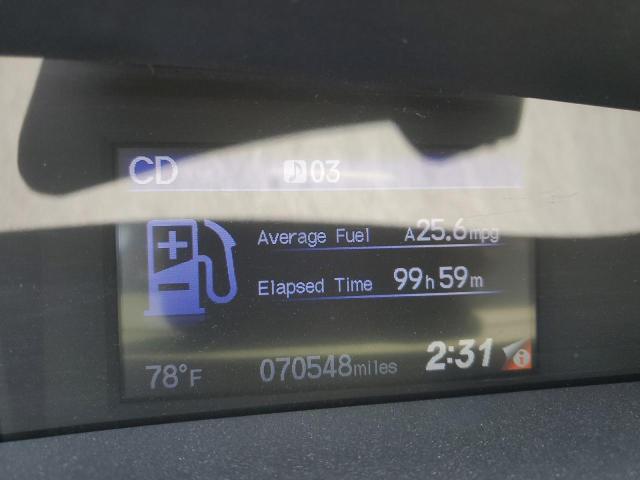 CD ♪03
Average Fuel A25.6mpg
Elapsed Time 99h59m
78°F 070548miles 2:31 i